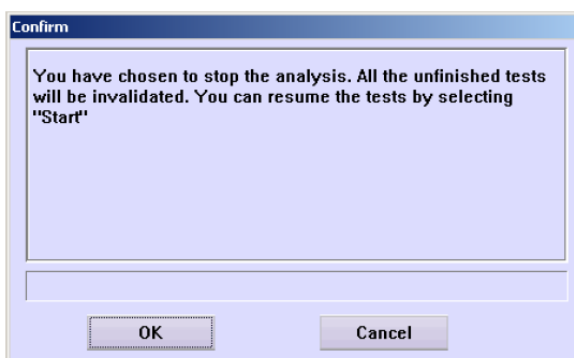 Confirm
You have chosen to stop the analysis. All the unfinished tests
will be invalidated. You can resume the tests by selecting
"Start"
OK
Cancel